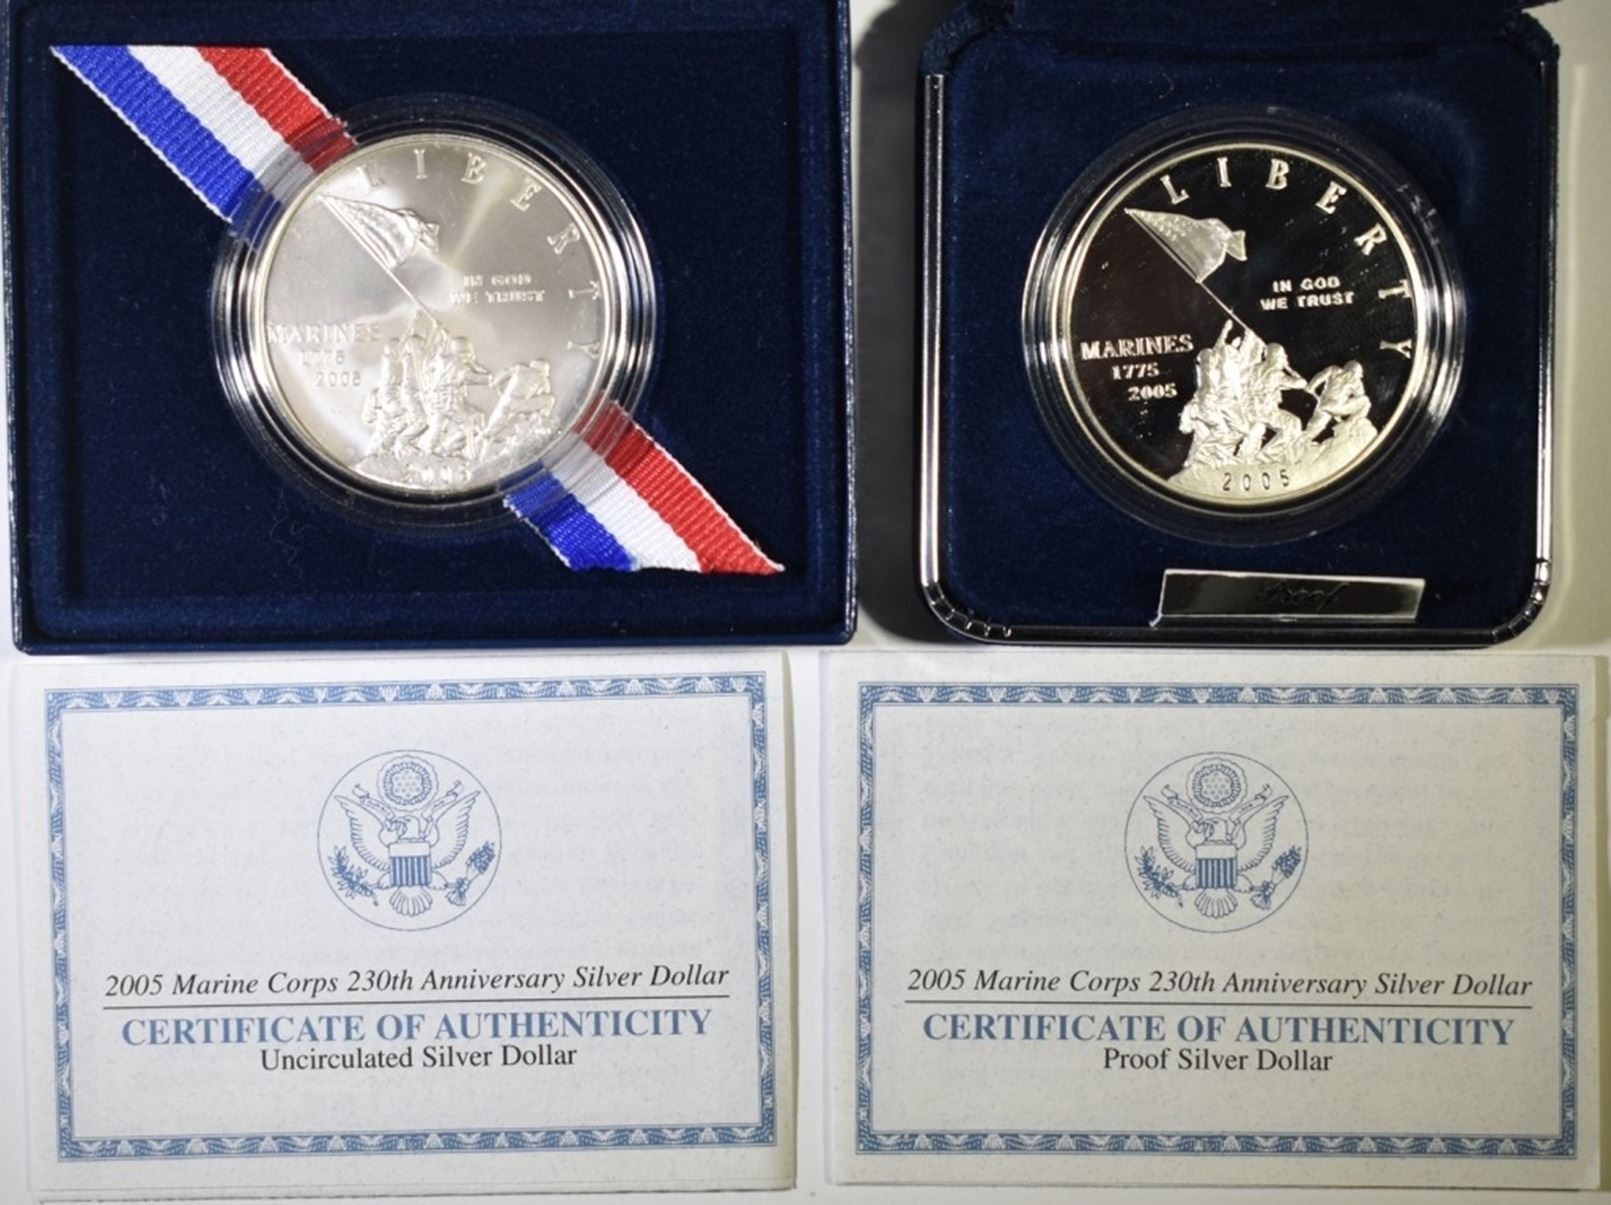 LIBERTY
IN GOD
WE TRUST
MARINES
1775
2005
2005
LIBERTY
IN GOD
WE TRUST
MARINES
1775
2005
2005
Proof
2005 Marine Corps 230th Anniversary Silver Dollar
CERTIFICATE OF AUTHENTICITY
Uncirculated Silver Dollar
2005 Marine Corps 230th Anniversary Silver Dollar
CERTIFICATE OF AUTHENTICITY
Proof Silver Dollar